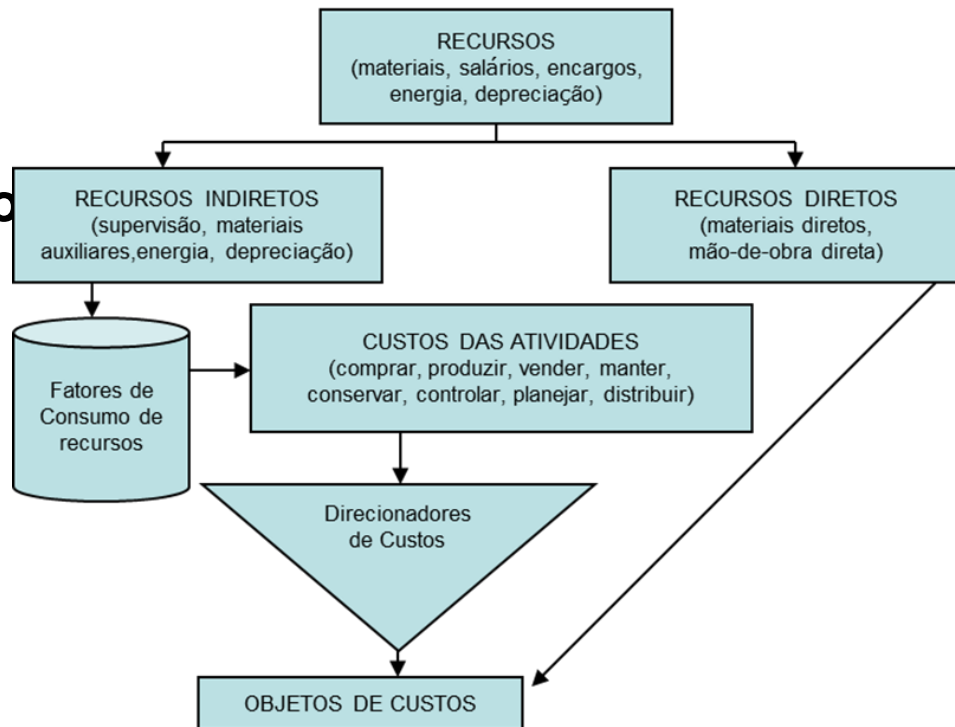 RECURSOS
(materiais, salários, encargos,
energia, depreciação)
RECURSOS INDIRETOS
(supervisão, materiais
auxiliares,energia, depreciação)
RECURSOS DIRETOS
(materiais diretos,
mão-de-obra direta)
Fatores de
Consumo de
recursos
CUSTOS DAS ATIVIDADES
(comprar, produzir, vender, manter,
conservar, controlar, planejar, distribuir)
Direcionadores
de Custos
OBJETOS DE CUSTOS